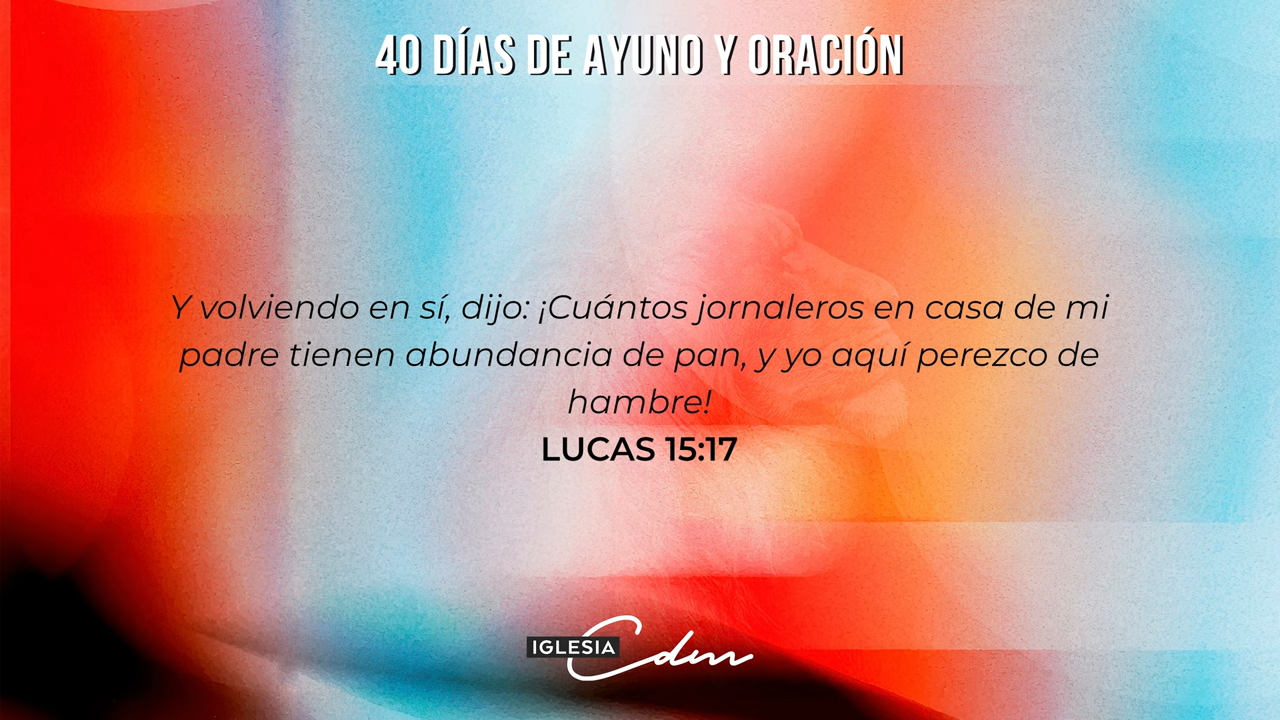 40 DÍAS DE AYUNO Y ORACIÓN
Y volviendo en sí, dijo: ¡Cuántos jornaleros en casa de mi
padre tienen abundancia de pan, y yo aquí perezco de
hambre!
LUCAS 15:17
IGLESIA Cdm